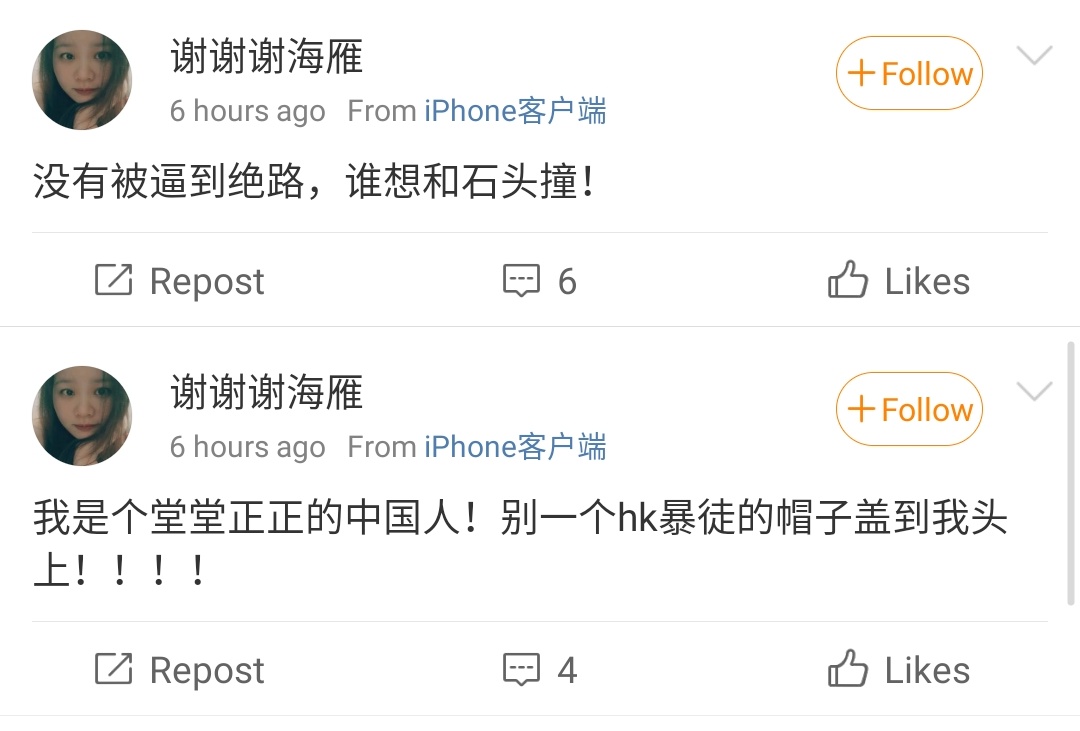 谢谢谢海雁
+Follow
6 hours ago From iPhone客户端
没有被逼到绝路，谁想和石头撞！
Repost 6 Likes
谢谢谢海雁
+Follow
6 hours ago From iPhone客户端
我是个堂堂正正的中国人！别一个hk暴徒的帽子盖到我头
上！！！！
Repost 4 Likes